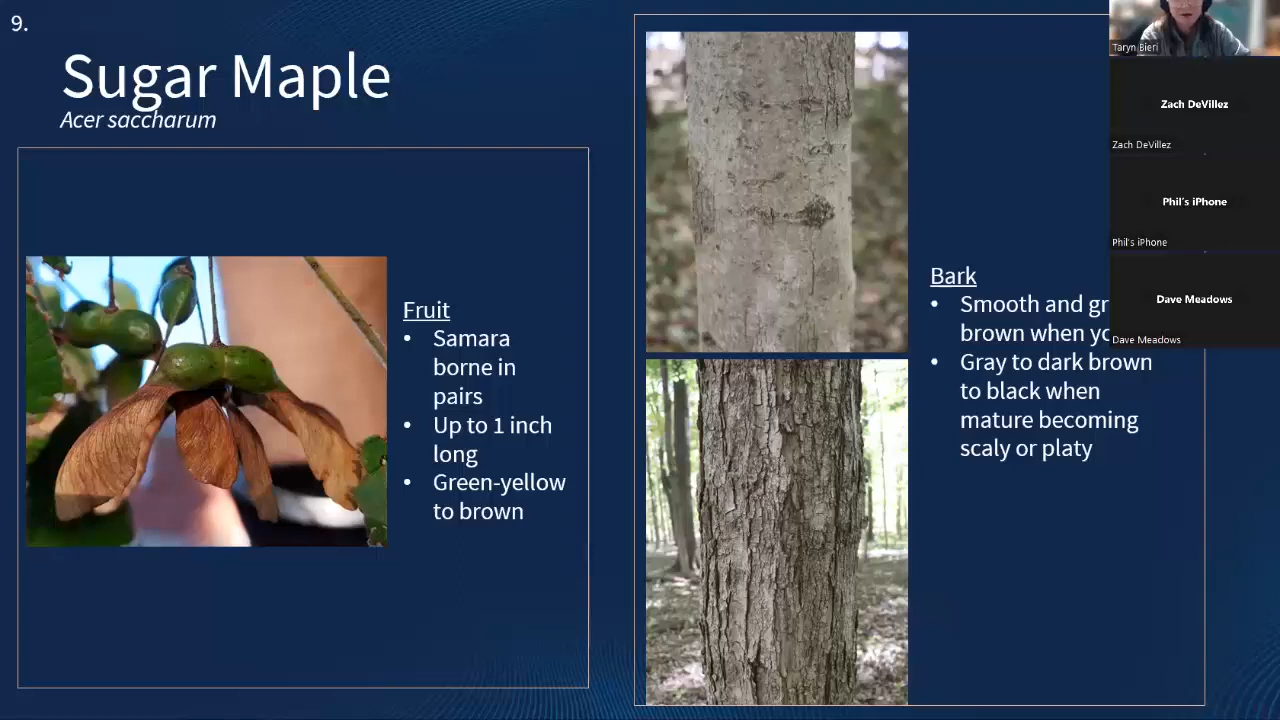 9.
Sugar Maple
Acer saccharum
Fruit
• Samara
borne in
pairs
• Up to 1 inch
long
• Green-yellow
to brown
Bark
• Smooth and
brown when
• Gray to dark brown
to black when
mature becoming
scaly or platy
Taryn Bieri
Zach DeVillez
Zach DeVillez
Phil's iPhone
Phil's iPhone
Dave Meadows
Dave Meadows